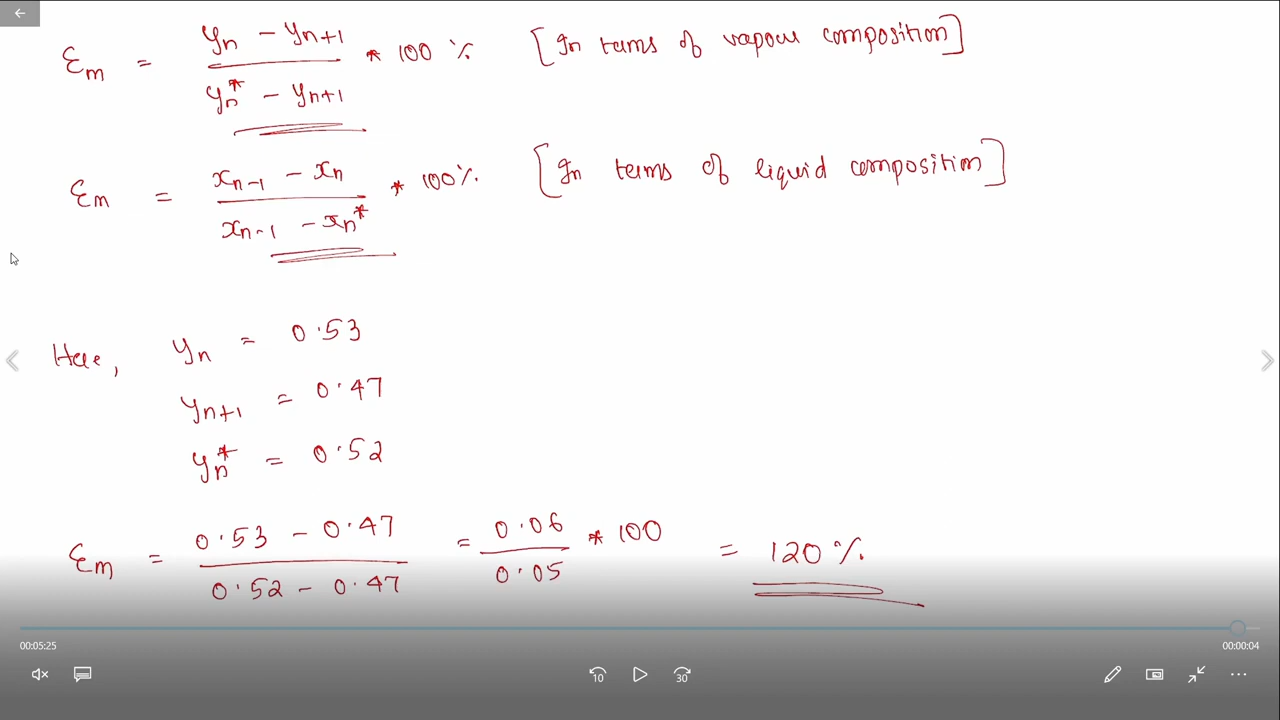 εm = yn - yn+1 / yn* - yn+1 * 100 % [In terms of vapour composition]
εm = xn-1 - xn / xn-1 - xn* * 100% [In terms of liquid composition]
Here, yn = 0.53
yn+1 = 0.47
yn* = 0.52
εm = 0.53 - 0.47 / 0.52 - 0.47 = 0.06 / 0.05 * 100 = 120%
00:05:25 00:00:04
10 30